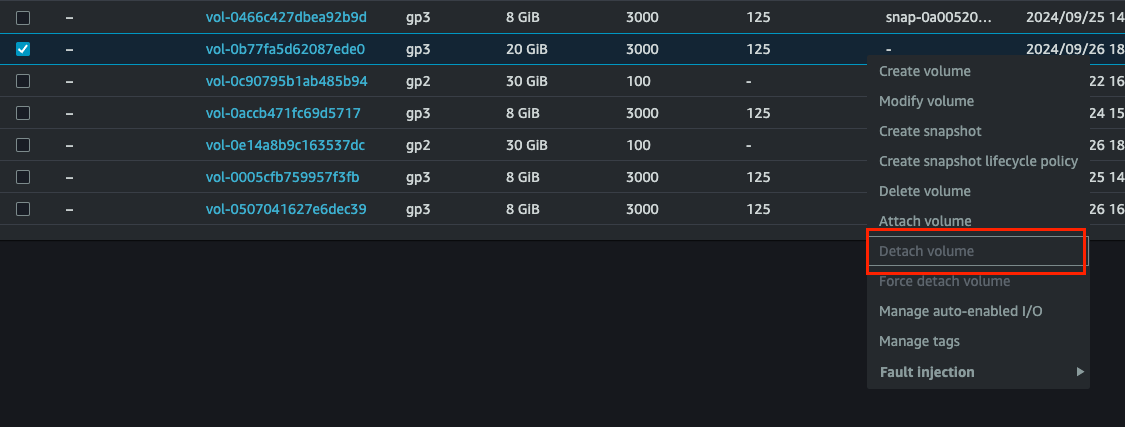 – vol-0466c427dbea92b9d gp3 8 GiB 3000 125 snap-0a00520... 2024/09/25 14
– vol-0b77fa5d62087ede0 gp3 20 GiB 3000 125 - 2024/09/26 18
– vol-0c90795b1ab485b94 gp2 30 GiB 100 - 22 16
– vol-0accb471fc69d5717 gp3 8 GiB 3000 125 24 15
– vol-0e14a8b9c163537dc gp2 30 GiB 100 - 26 18
– vol-0005cfb759957f3fb gp3 8 GiB 3000 125 25 14
– vol-0507041627e6dec39 gp3 8 GiB 3000 125 26 16
Create volume
Modify volume
Create snapshot
Create snapshot lifecycle policy
Delete volume
Attach volume
Detach volume
Force detach volume
Manage auto-enabled I/O
Manage tags
Fault injection